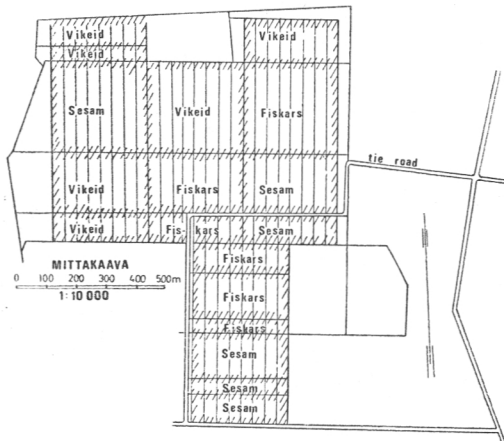 Vikeid
Vikeid
Vikeid
Sesam
Vikeid
Fiskars
tie road
Vikeid
Fiskars
Sesam
Vikeid
Fis-kars
Sesam
Fiskars
MITTAKAAVA
0 100 200 300 400 500m
1:10 000
Fiskars
Fiskars
Sesam
Sesam
Sesam